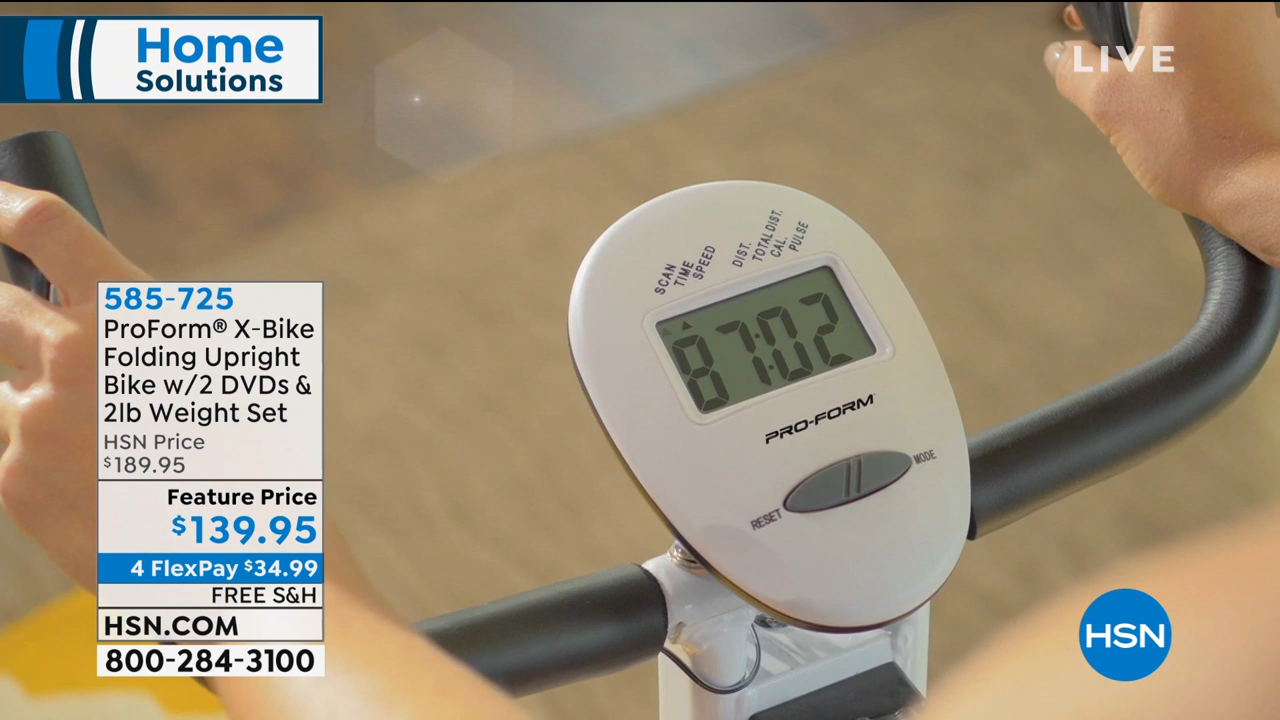 Home
Solutions
LIVE
585-725
ProForm® X-Bike
Folding Upright
Bike w/2 DVDs &
2lb Weight Set
HSN Price
$189.95
Feature Price
$139.95
4 FlexPay $34.99
FREE S&H
HSN.COM
800-284-3100
SCAN
TIME
SPEED
DIST.
TOTAL DIST.
CAL.
PULSE
87:02
PRO-FORM
RESET
MODE
HSN